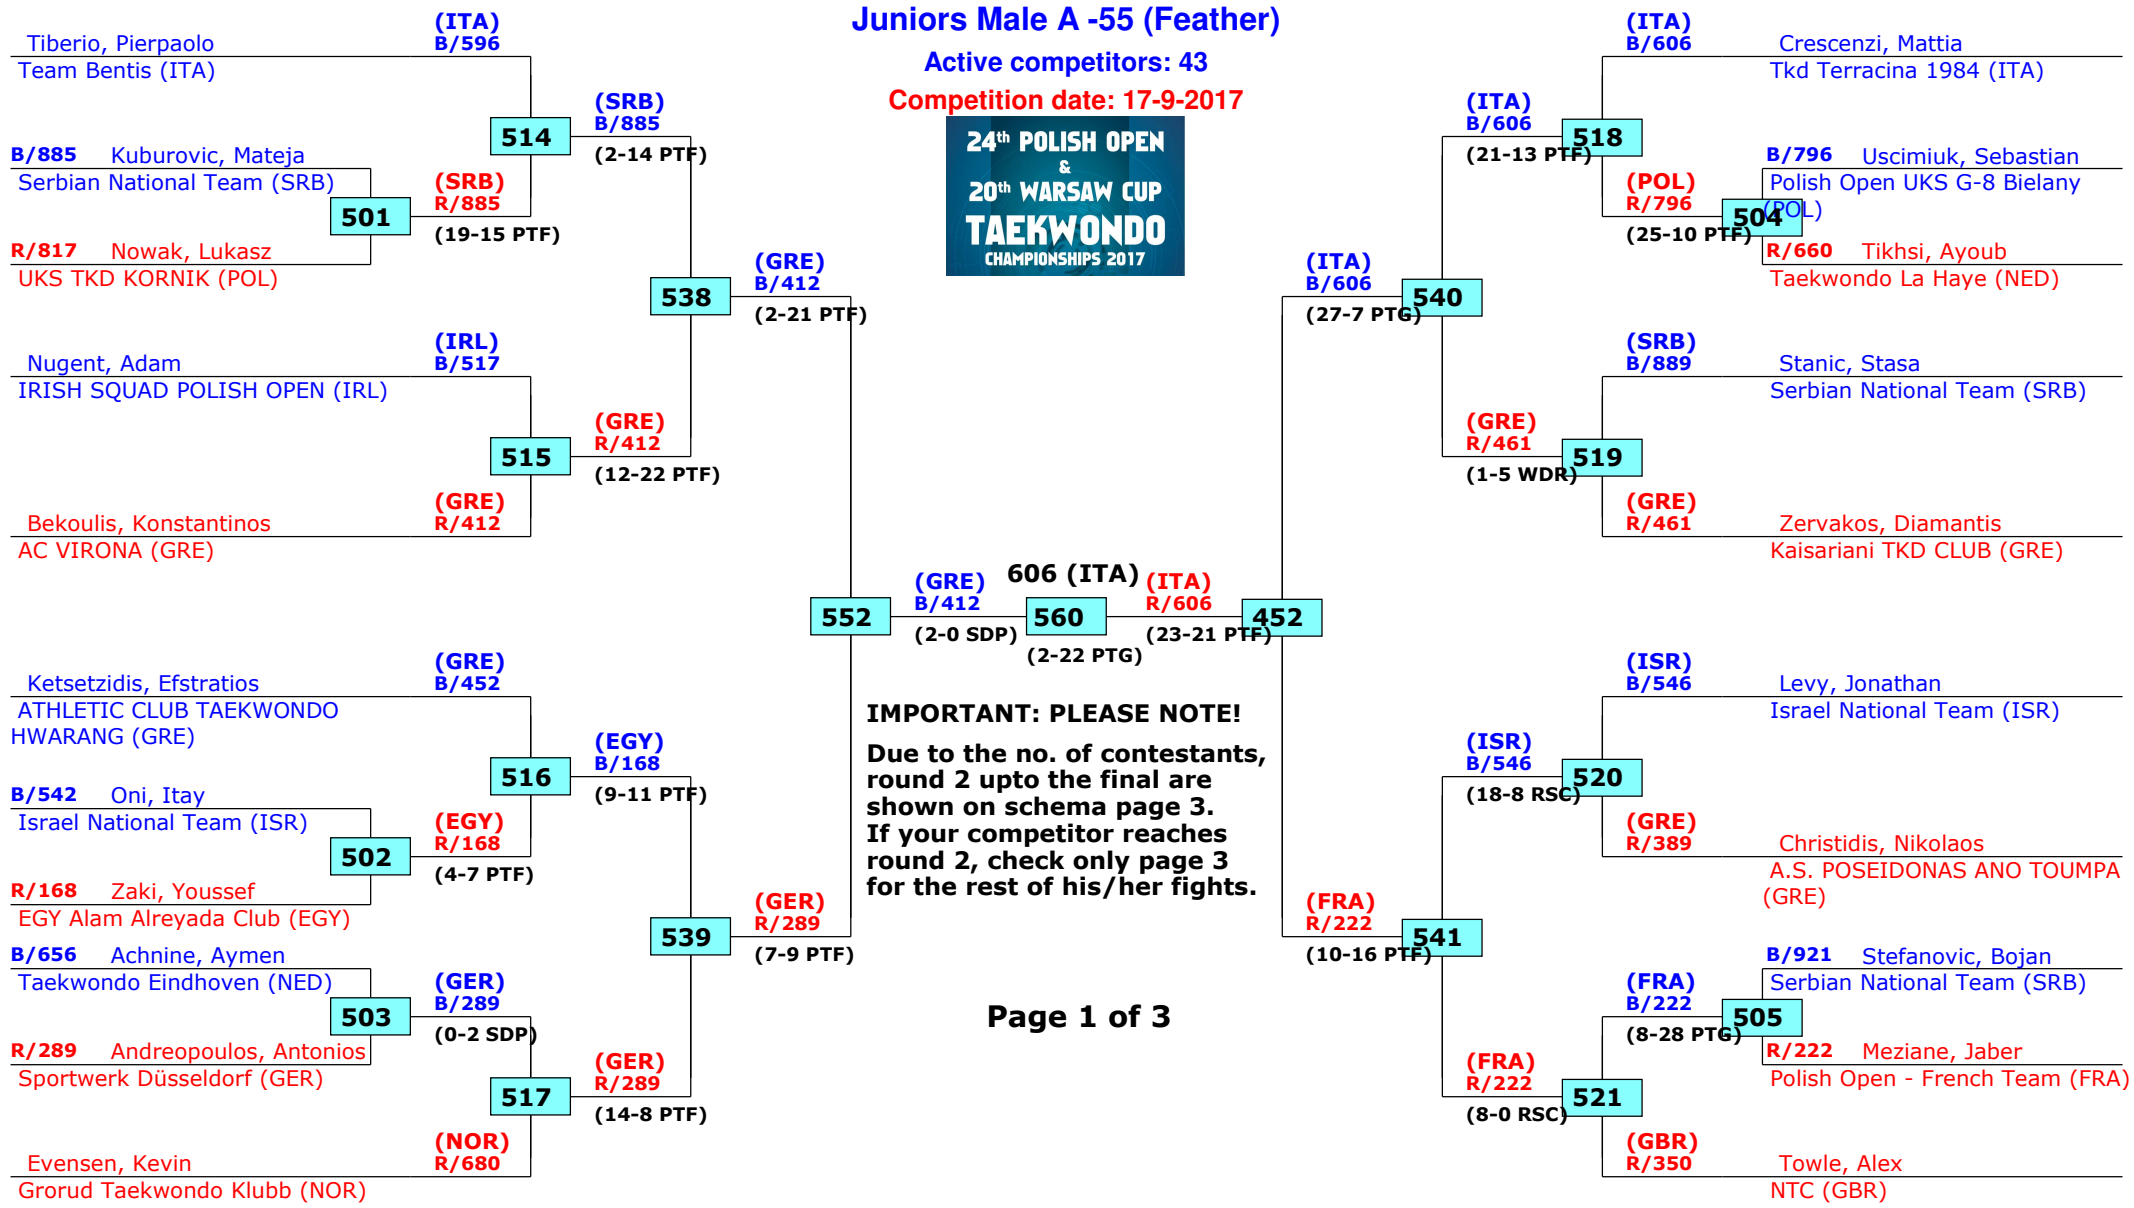 Juniors Male A -55 (Feather)
Active competitors: 43
Competition date: 17-9-2017
24th POLISH OPEN
&
20th WARSAW CUP
TAEKWONDO
CHAMPIONSHIPS 2017
Tiberio, Pierpaolo
Team Bentis (ITA)
(ITA)
B/596
514
B/885 Kuburovic, Mateja
Serbian National Team (SRB)
501
R/817 Nowak, Lukasz
UKS TKD KORNIK (POL)
(SRB)
R/885
(19-15 PTF)
(SRB)
B/885
(2-14 PTF)
538
Nugent, Adam
IRISH SQUAD POLISH OPEN (IRL)
(IRL)
B/517
515
Bekoulis, Konstantinos
AC VIRONA (GRE)
(GRE)
R/412
(GRE)
R/412
(12-22 PTF)
(GRE)
B/412
(2-21 PTF)
552
Ketsetzidis, Efstratios
ATHLETIC CLUB TAEKWONDO
HWARANG (GRE)
(GRE)
B/452
516
B/542 Oni, Itay
Israel National Team (ISR)
502
R/168 Zaki, Youssef
EGY Alam Alreyada Club (EGY)
(EGY)
R/168
(4-7 PTF)
(EGY)
B/168
(9-11 PTF)
539
B/656 Achnine, Aymen
Taekwondo Eindhoven (NED)
503
R/289 Andreopoulos, Antonios
Sportwerk Düsseldorf (GER)
(GER)
B/289
(0-2 SDP)
517
Evensen, Kevin
Grorud Taekwondo Klubb (NOR)
(NOR)
R/680
(GER)
R/289
(14-8 PTF)
(GER)
R/289
(7-9 PTF)
(GRE)
B/412
(2-0 SDP)
606 (ITA)
560
(2-22 PTG)
(ITA)
R/606
(23-21 PTF)
452
IMPORTANT: PLEASE NOTE!
Due to the no. of contestants,
round 2 upto the final are
shown on schema page 3.
If your competitor reaches
round 2, check only page 3
for the rest of his/her fights.
Page 1 of 3
(ITA)
B/606
(27-7 PTG)
540
(ITA)
B/606
(21-13 PTF)
518
(ITA)
B/606
Crescenzi, Mattia
Tkd Terracina 1984 (ITA)
(POL)
R/796
(25-10 PTF)
504
B/796 Uscimiuk, Sebastian
Polish Open UKS G-8 Bielany
(POL)
R/660 Tikhsi, Ayoub
Taekwondo La Haye (NED)
(GRE)
R/461
(1-5 WDR)
519
(SRB)
B/889
Stanic, Stasa
Serbian National Team (SRB)
(GRE)
R/461
Zervakos, Diamantis
Kaisariani TKD CLUB (GRE)
(FRA)
R/222
(10-16 PTF)
541
(ISR)
B/546
(18-8 RSC)
520
(ISR)
B/546
Levy, Jonathan
Israel National Team (ISR)
(GRE)
R/389
Christidis, Nikolaos
A.S. POSEIDONAS ANO TOUMPA
(GRE)
(FRA)
R/222
(8-0 RSC)
521
(FRA)
B/222
(8-28 PTG)
505
B/921 Stefanovic, Bojan
Serbian National Team (SRB)
R/222 Meziane, Jaber
Polish Open - French Team (FRA)
(GBR)
R/350
Towle, Alex
NTC (GBR)